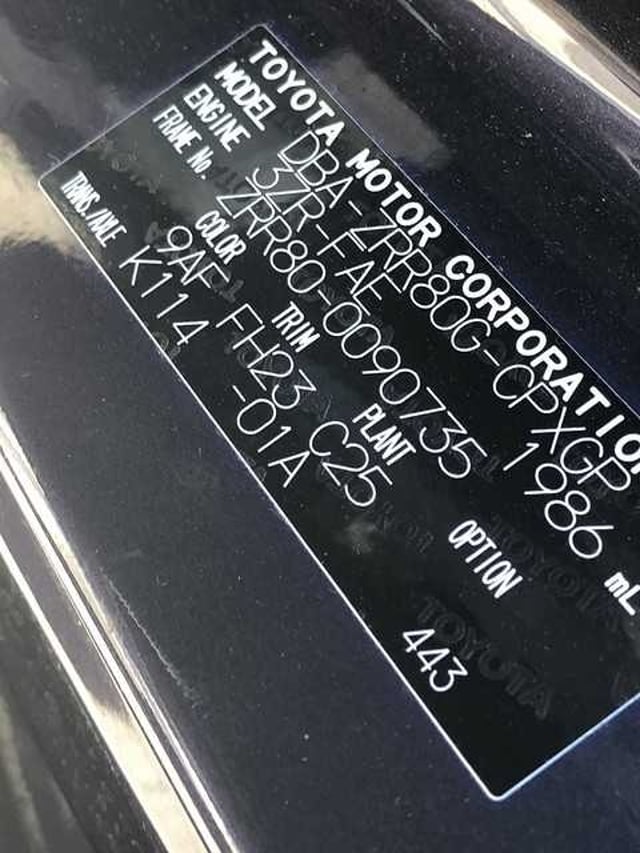 TOYOTA MOTOR CORPORATION
MODEL DBA-ZRR80G-CPXGP
ENGINE 3ZR-FAE 1986 mL
FRAME No. ZRR80-0090735
COLOR TRIM PLANT OPTION
9AF FH23 C25 443
TRANS./AXLE K114 -01A